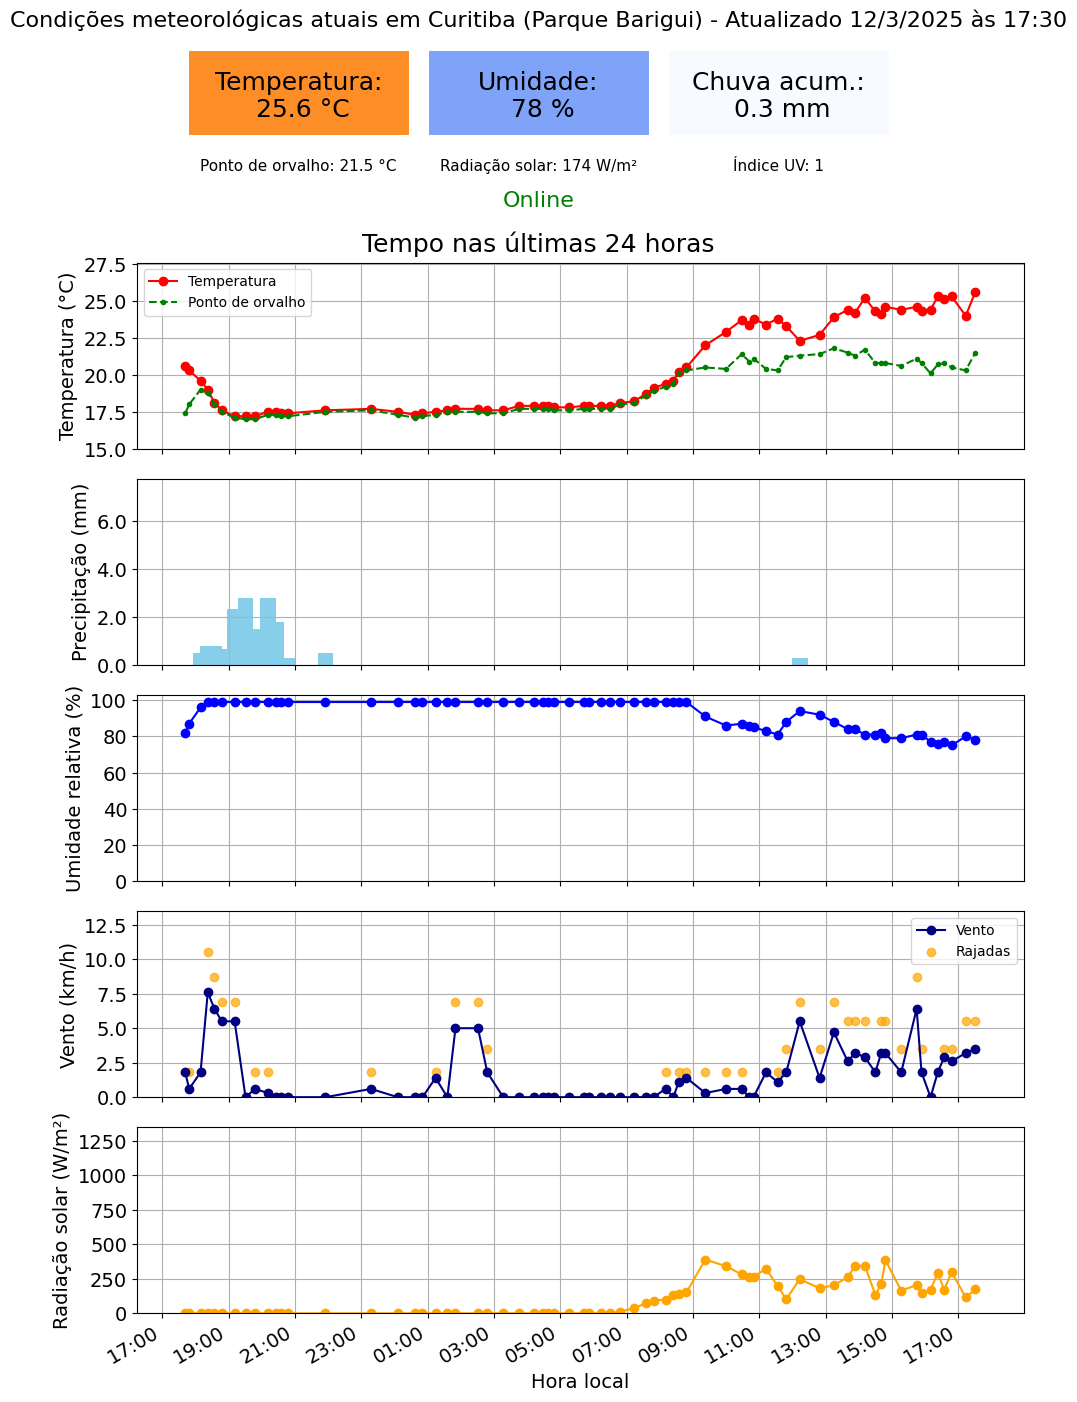 Condições meteorológicas atuais em Curitiba (Parque Barigui) - Atualizado 12/3/2025 às 17:30
Temperatura:
25.6 °C
Umidade:
78 %
Chuva acum.:
0.3 mm
Ponto de orvalho: 21.5 °C
Radiação solar: 174 W/m²
Índice UV: 1
Online
Tempo nas últimas 24 horas
Temperatura (°C)
27.5
25.0
22.5
20.0
17.5
15.0
Temperatura
Ponto de orvalho
Precipitação (mm)
6.0
4.0
2.0
0.0
Umidade relativa (%)
100
80
60
40
20
0
Vento (km/h)
12.5
10.0
7.5
5.0
2.5
0.0
Vento
Rajadas
Radiação solar (W/m²)
1250
1000
750
500
250
0
17:00
19:00
21:00
23:00
01:00
03:00
05:00
07:00
09:00
11:00
13:00
15:00
17:00
Hora local